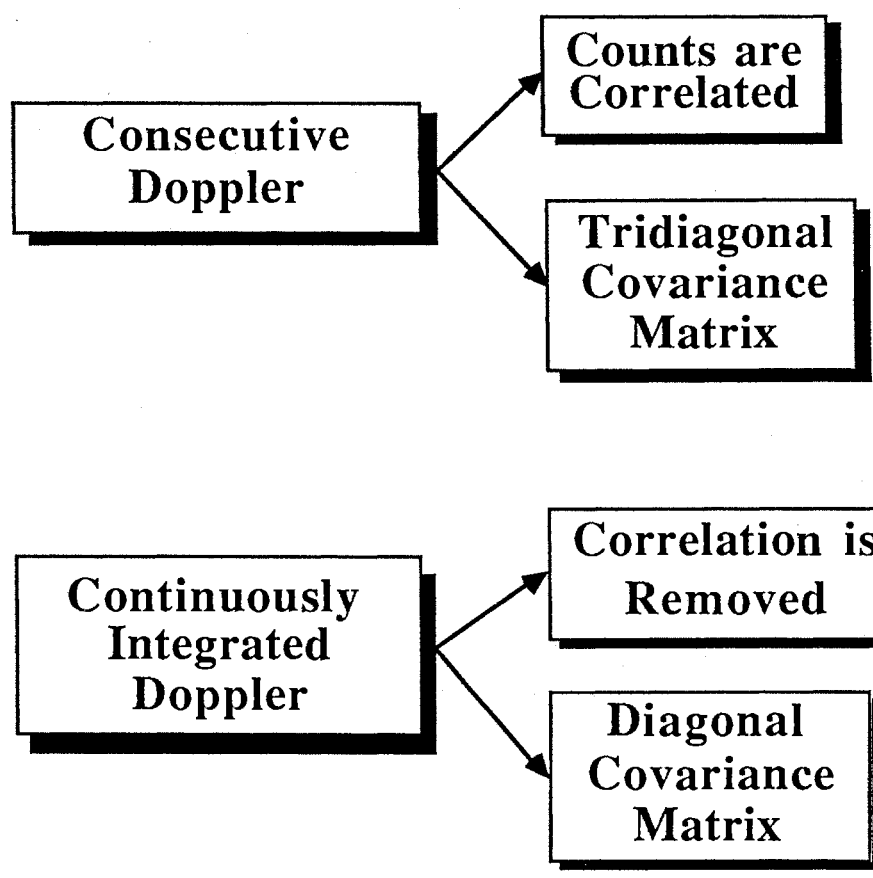 Consecutive
Doppler
Counts are
Correlated
Tridiagonal
Covariance
Matrix
Continuously
Integrated
Doppler
Correlation is
Removed
Diagonal
Covariance
Matrix